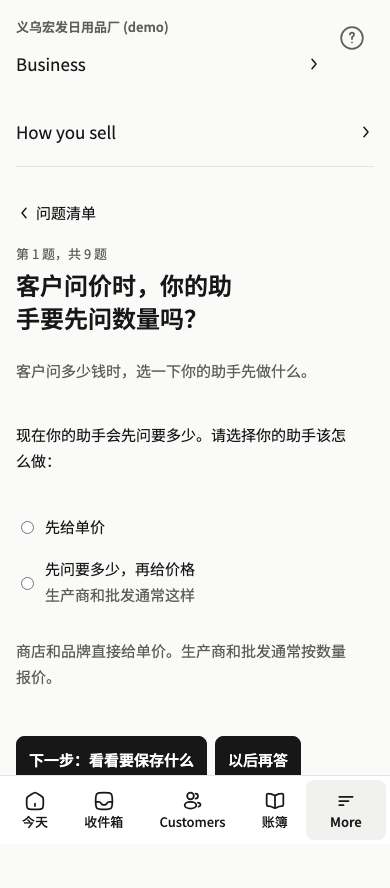 义乌宏发日用品厂 (demo)
Business
How you sell
问题清单
第 1 题，共 9 题
客户问价时，你的助
手要先问数量吗？
客户问多少钱时，选一下你的助手先做什么。
现在你的助手会先问要多少。请选择你的助手该怎
么做：
先给单价
先问要多少，再给价格
生产商和批发通常这样
商店和品牌直接给单价。生产商和批发通常按数量
报价。
下一步：看看要保存什么 以后再答
今天 收件箱 Customers 账簿 More